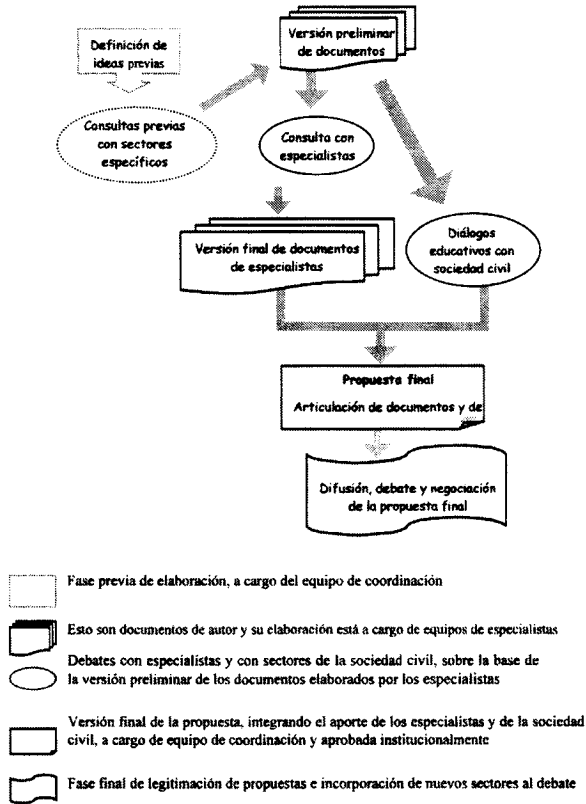 Definición de
ideas previas
Versión preliminar
de documentos
Consultas previas
con sectores
específicos
Consulta con
especialistas
Versión final de documentos
de especialistas
Diálogos
educativos con
sociedad civil
Propuesta final
Articulación de documentos y de
Difusión, debate y negociación
de la propuesta final
Fase previa de elaboración, a cargo del equipo de coordinación
Esto son documentos de autor y su elaboración está a cargo de equipos de especialistas
Debates con especialistas y con sectores de la sociedad civil, sobre la base de
la versión preliminar de los documentos elaborados por los especialistas
Versión final de la propuesta, integrando el aporte de los especialistas y de la sociedad
civil, a cargo de equipo de coordinación y aprobada institucionalmente
Fase final de legitimación de propuestas e incorporación de nuevos sectores al debate